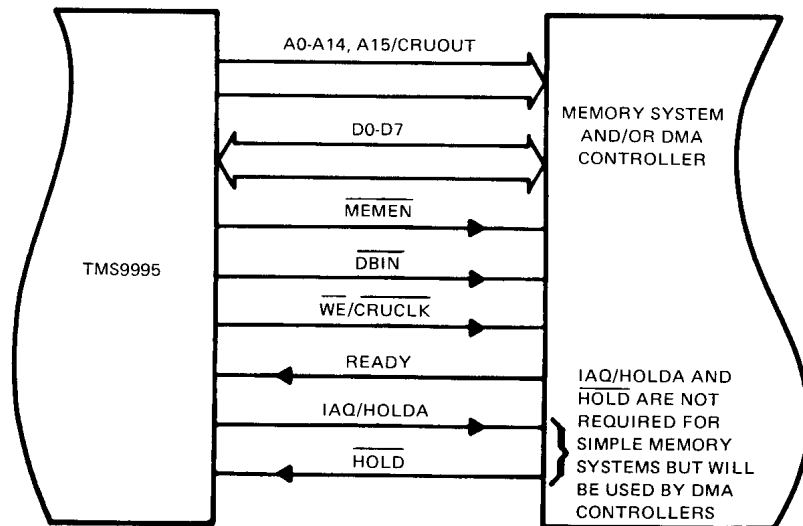 A0-A14, A15/CRUOUT
MEMORY SYSTEM
AND/OR DMA
CONTROLLER
D0-D7
MEMEN
TMS9995
DBIN
WE/CRUCLK
READY
IAQ/HOLDA
HOLD
IAQ/HOLDA AND
HOLD ARE NOT
REQUIRED FOR
SIMPLE MEMORY
SYSTEMS BUT WILL
BE USED BY DMA
CONTROLLERS